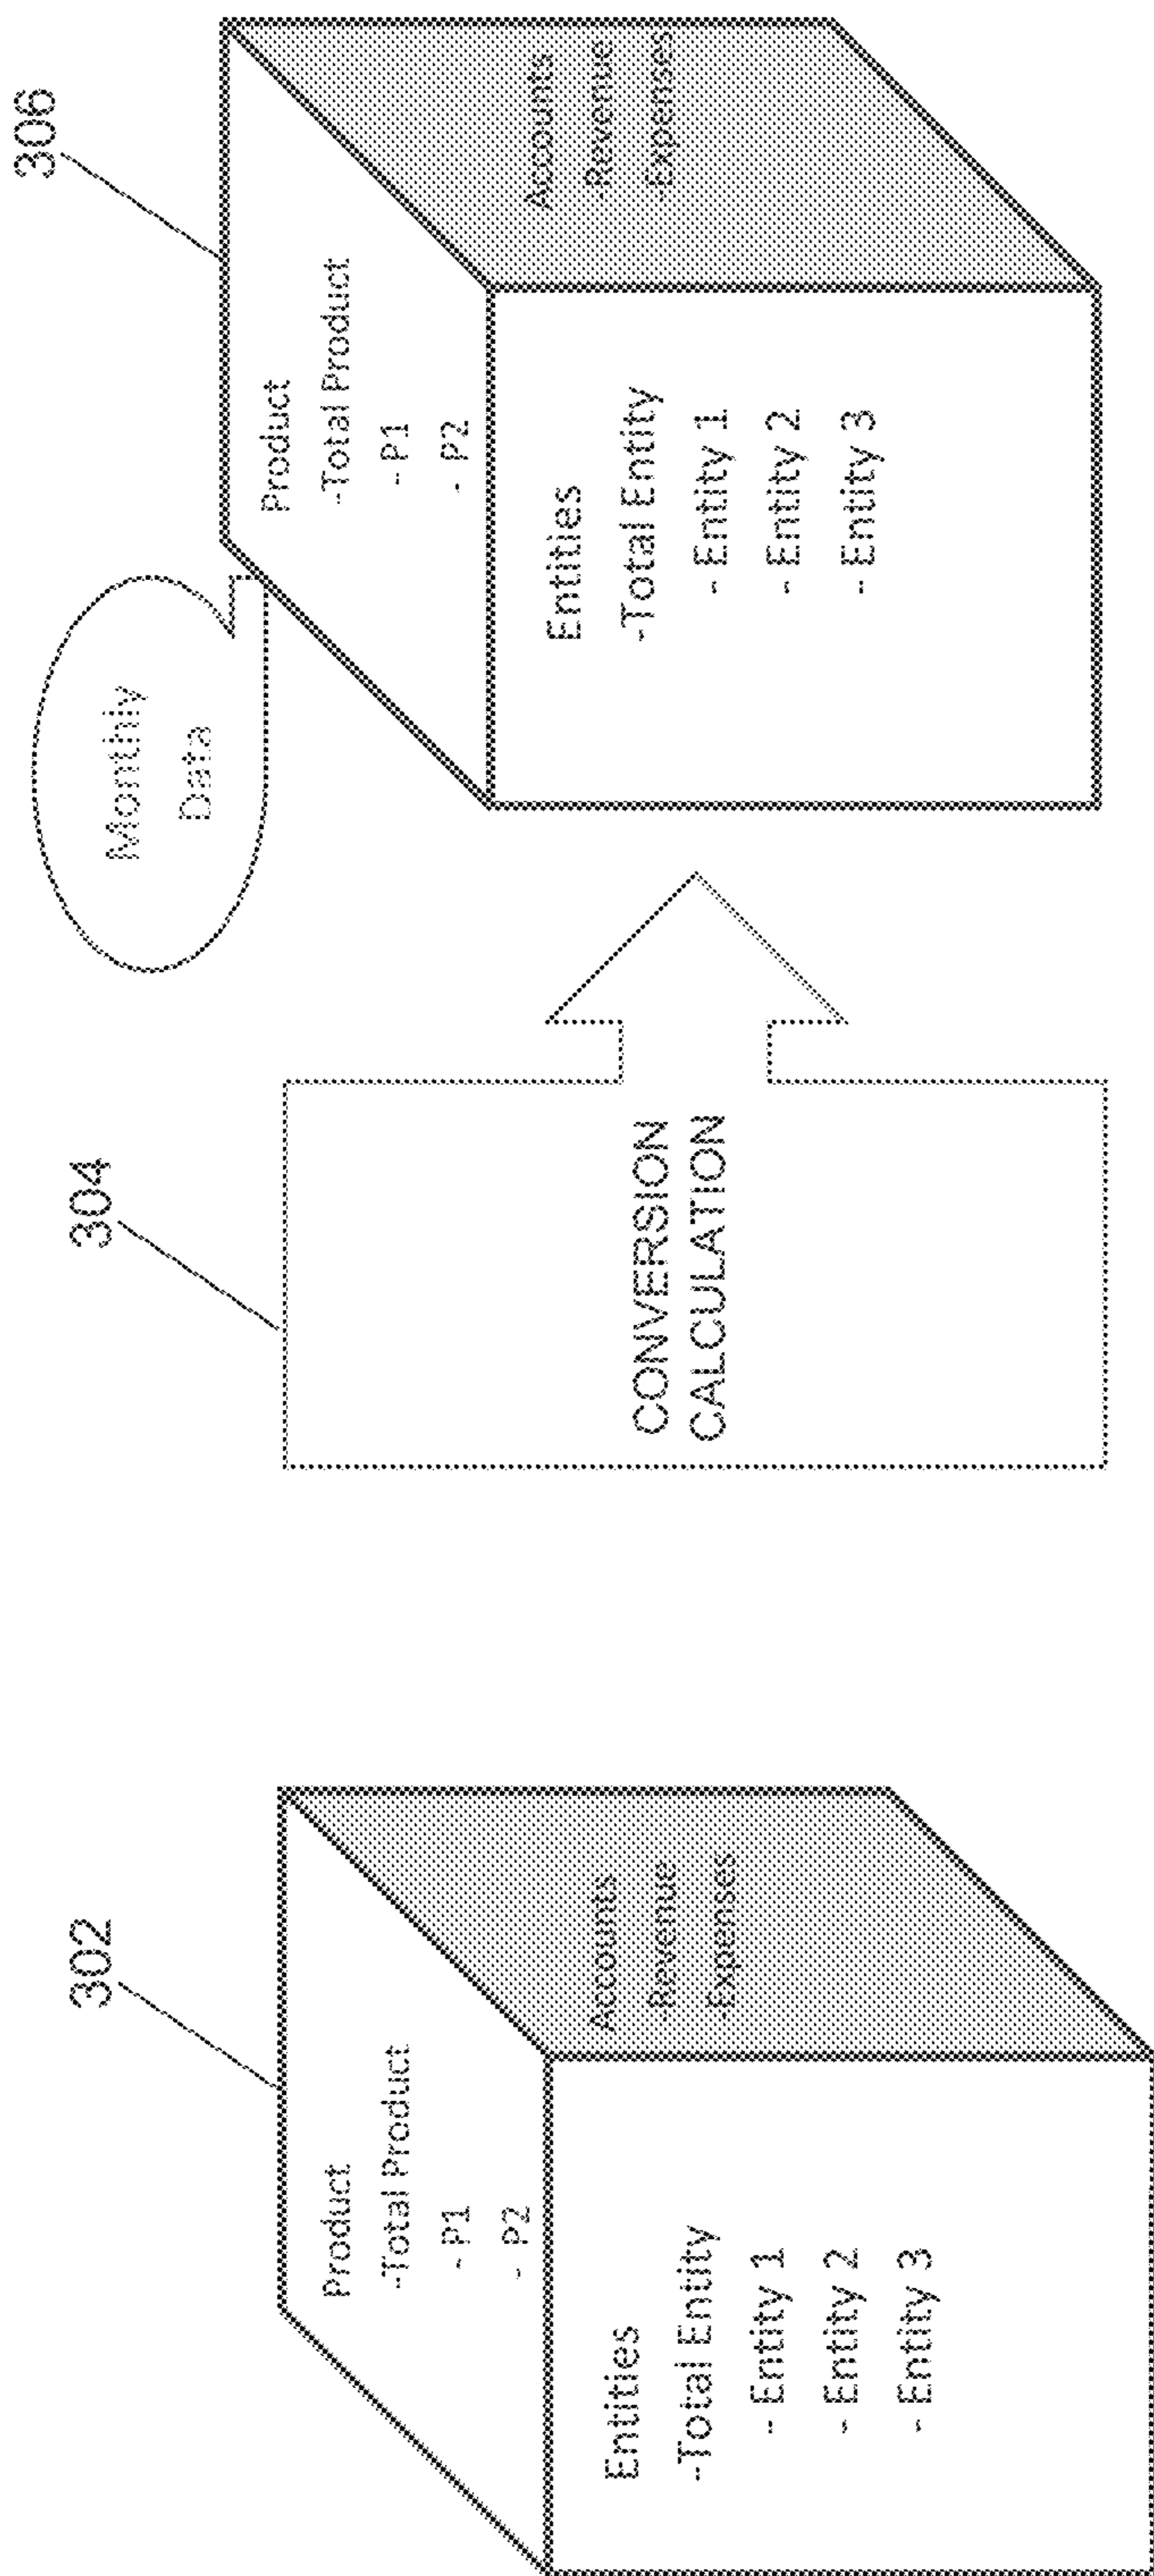 302
Product
-Total Product
- P1
- P2
Accounts
-Revenue
-Expenses
Entities
-Total Entity
- Entity 1
- Entity 2
- Entity 3
304
CONVERSION
CALCULATION
Monthly
Data
306
Product
-Total Product
- P1
- P2
Accounts
-Revenue
-Expenses
Entities
-Total Entity
- Entity 1
- Entity 2
- Entity 3